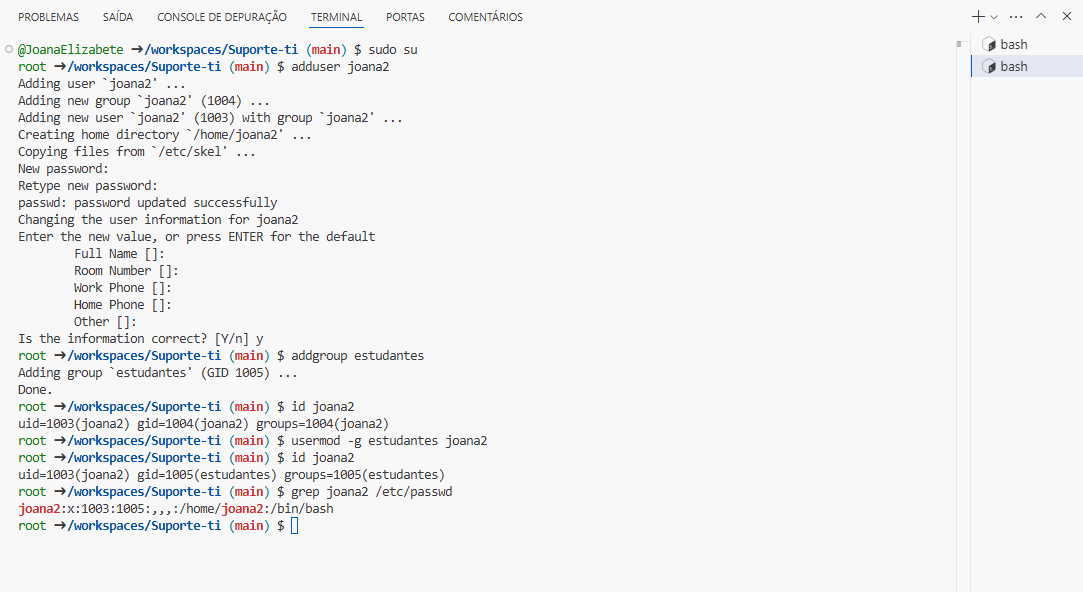 PROBLEMAS SAÍDA CONSOLE DE DEPURAÇÃO TERMINAL PORTAS COMENTÁRIOS
@JoanaElizabete ➜/workspaces/Suporte-ti (main) $ sudo su
root ➜/workspaces/Suporte-ti (main) $ adduser joana2
Adding user `joana2' ...
Adding new group `joana2' (1004) ...
Adding new user `joana2' (1003) with group `joana2' ...
Creating home directory `/home/joana2' ...
Copying files from `/etc/skel' ...
New password:
Retype new password:
passwd: password updated successfully
Changing the user information for joana2
Enter the new value, or press ENTER for the default
Full Name []:
Room Number []:
Work Phone []:
Home Phone []:
Other []:
Is the information correct? [Y/n] y
root ➜/workspaces/Suporte-ti (main) $ addgroup estudantes
Adding group `estudantes' (GID 1005) ...
Done.
root ➜/workspaces/Suporte-ti (main) $ id joana2
uid=1003(joana2) gid=1004(joana2) groups=1004(joana2)
root ➜/workspaces/Suporte-ti (main) $ usermod -g estudantes joana2
root ➜/workspaces/Suporte-ti (main) $ id joana2
uid=1003(joana2) gid=1005(estudantes) groups=1005(estudantes)
root ➜/workspaces/Suporte-ti (main) $ grep joana2 /etc/passwd
joana2:x:1003:1005:,,,:/home/joana2:/bin/bash
root ➜/workspaces/Suporte-ti (main) $
bash
bash